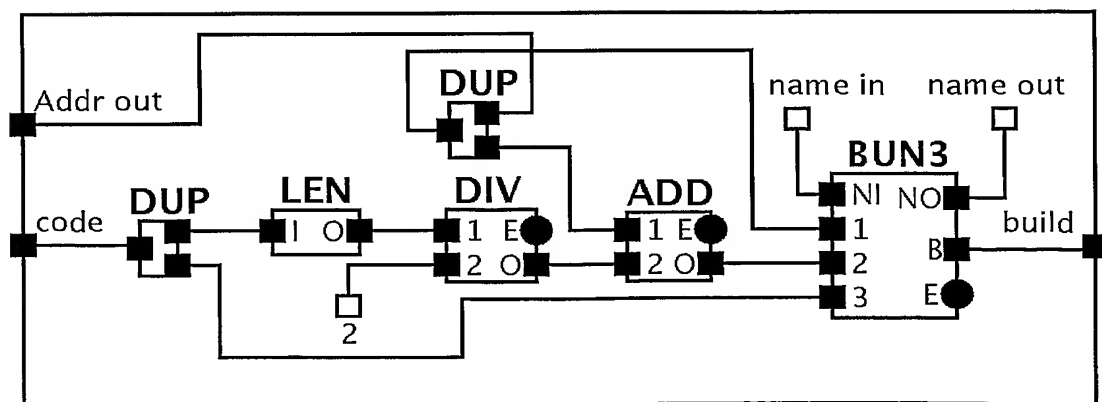 DUP
name in
name out
Addr out
BUN3
DUP
LEN
DIV
ADD
NI
NO
code
I
O
1
E
1
E
1
build
2
O
2
O
2
B
3
E
2